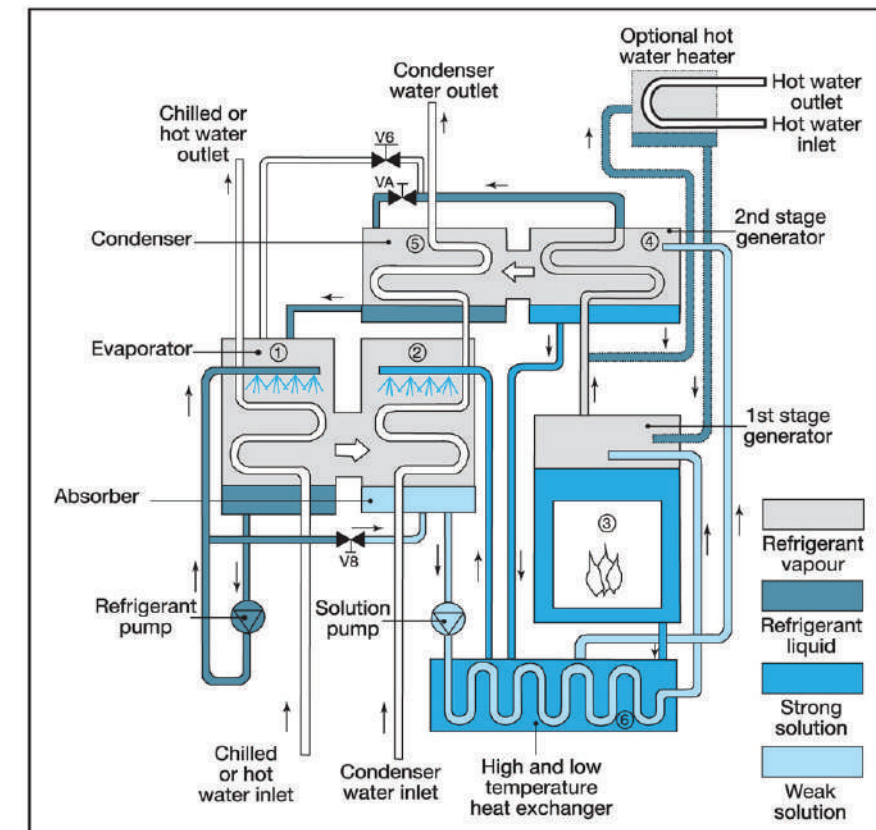 Optional hot
water heater
Condenser
water outlet
Hot water
outlet
Hot water
inlet
Chilled or
hot water
outlet
V6
VA
Condenser
⑤
④
2nd stage
generator
Evaporator
①
②
1st stage
generator
Absorber
③
V8
Refrigerant
vapour
Refrigerant
pump
Solution
pump
Refrigerant
liquid
⑥
Strong
solution
Chilled
or hot
water inlet
Condenser
water inlet
High and low
temperature
heat exchanger
Weak
solution